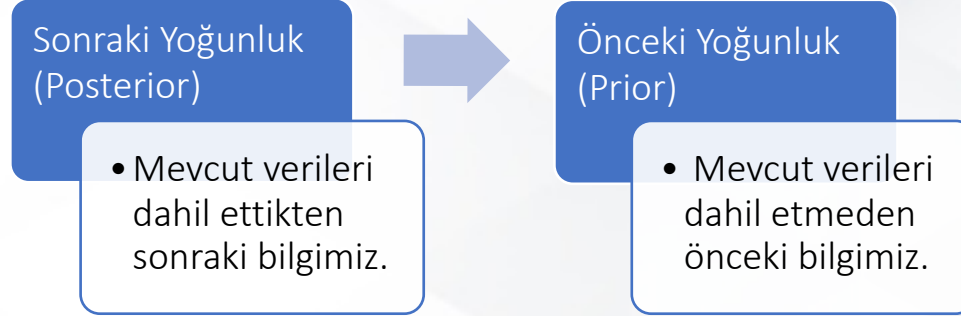 Sonraki Yoğunluk
(Posterior)
• Mevcut verileri
dahil ettikten
sonraki bilgimiz.
Önceki Yoğunluk
(Prior)
• Mevcut verileri
dahil etmeden
önceki bilgimiz.